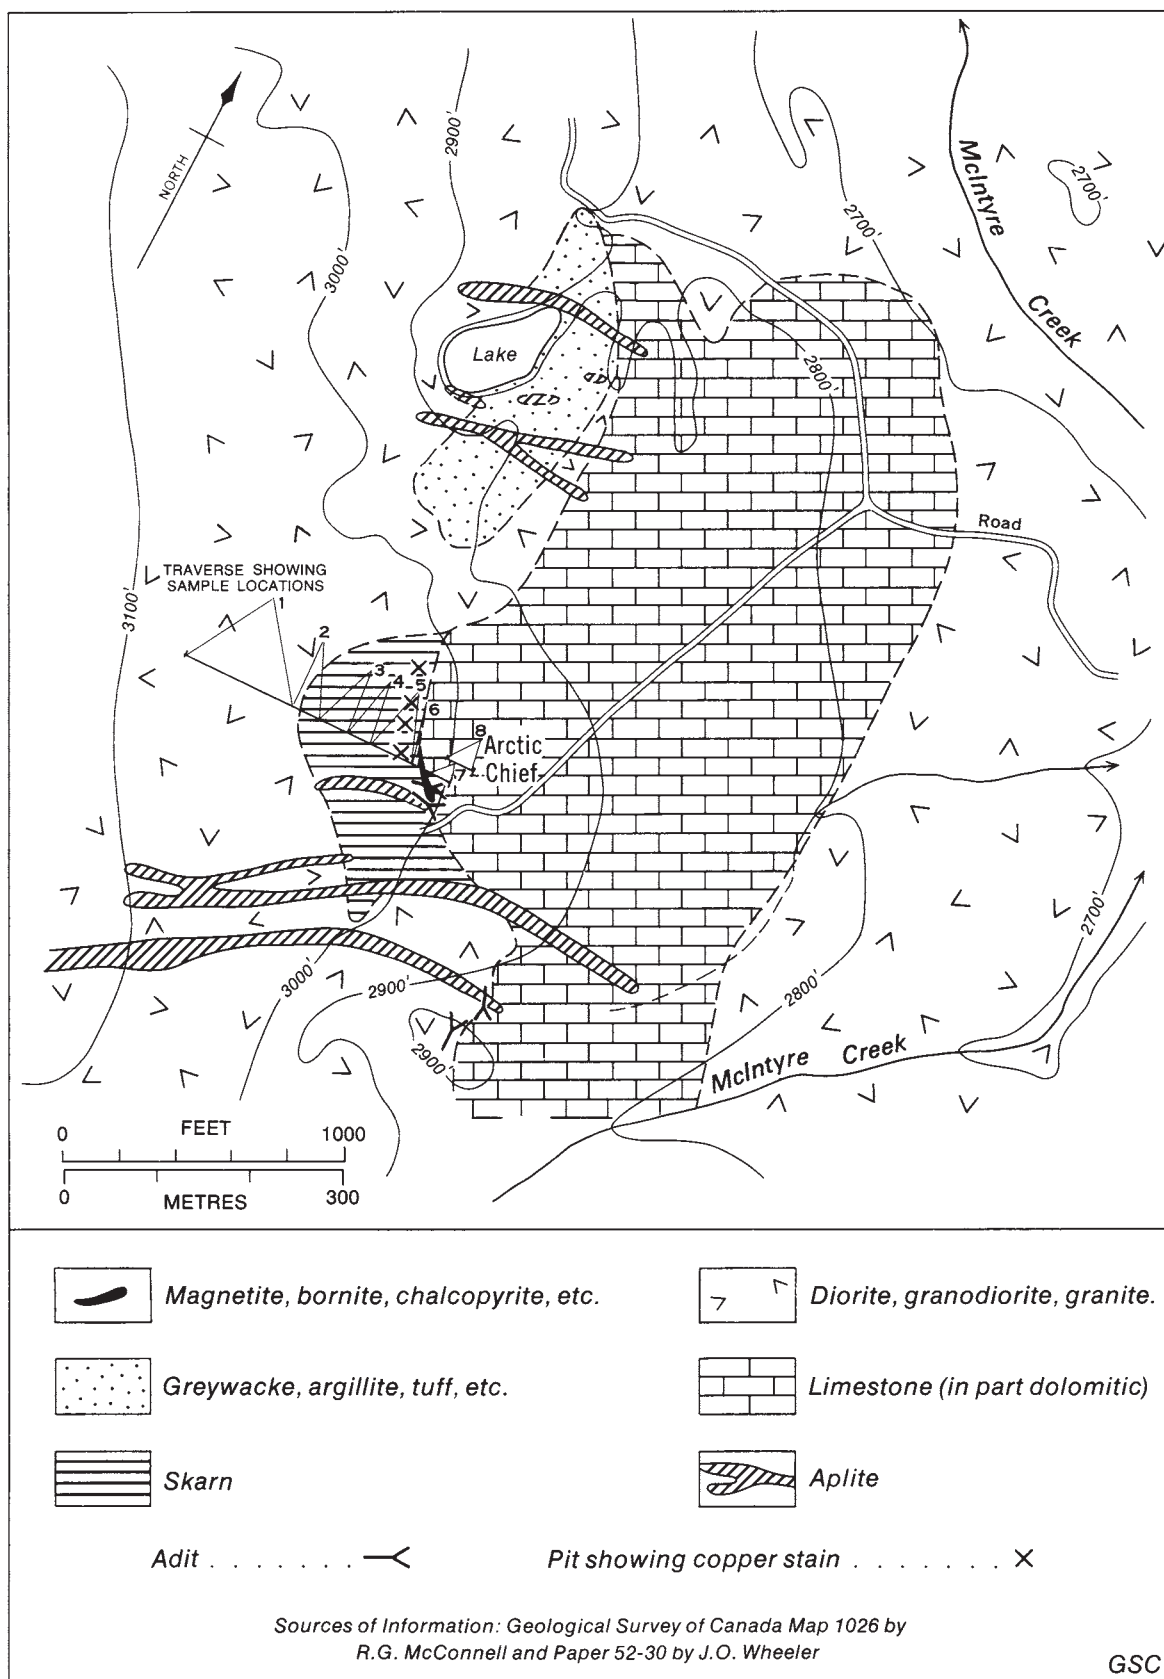 NORTH
3000'
2900'
2700'
McIntyre
Creek
2700'
Lake
2800'
Road
TRAVERSE SHOWING
SAMPLE LOCATIONS
1
2
3
4
5
6
7
8
3100'
Arctic
Chief
3000'
2900'
2900'
2800'
2700'
McIntyre Creek
FEET
0 1000
0 300
METRES
Magnetite, bornite, chalcopyrite, etc.
Diorite, granodiorite, granite.
Greywacke, argillite, tuff, etc.
Limestone (in part dolomitic)
Skarn
Aplite
Adit . . . . . . .
Pit showing copper stain . . . . . . . X
Sources of Information: Geological Survey of Canada Map 1026 by
R.G. McConnell and Paper 52-30 by J.O. Wheeler
GSC